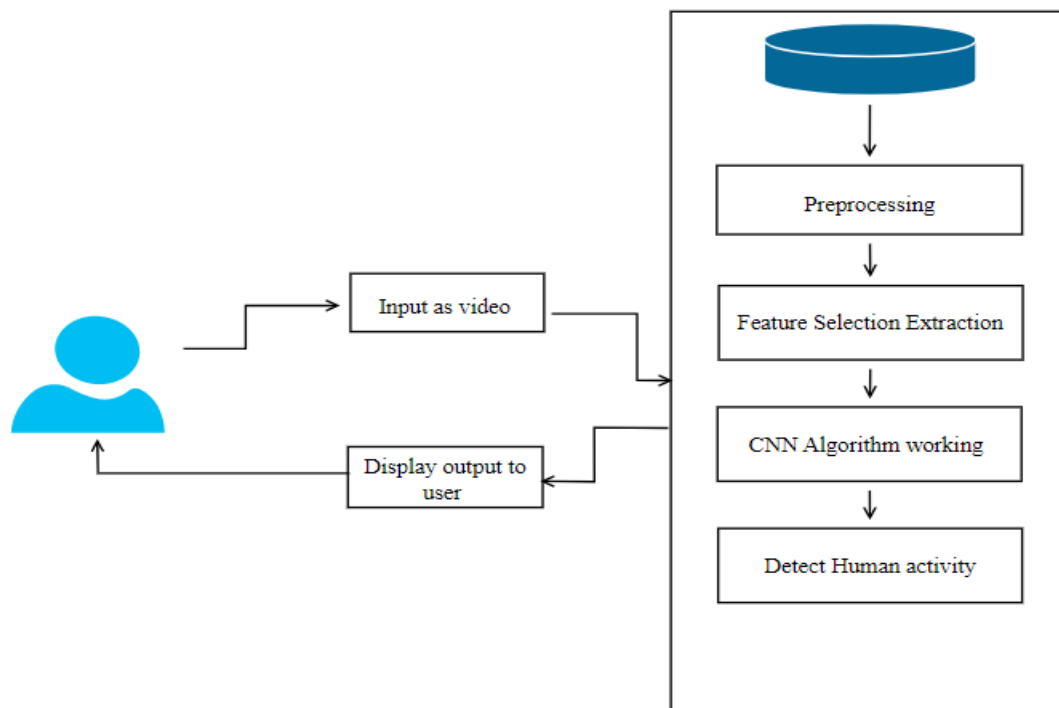 Input as video
Display output to
user
Preprocessing
Feature Selection Extraction
CNN Algorithm working
Detect Human activity